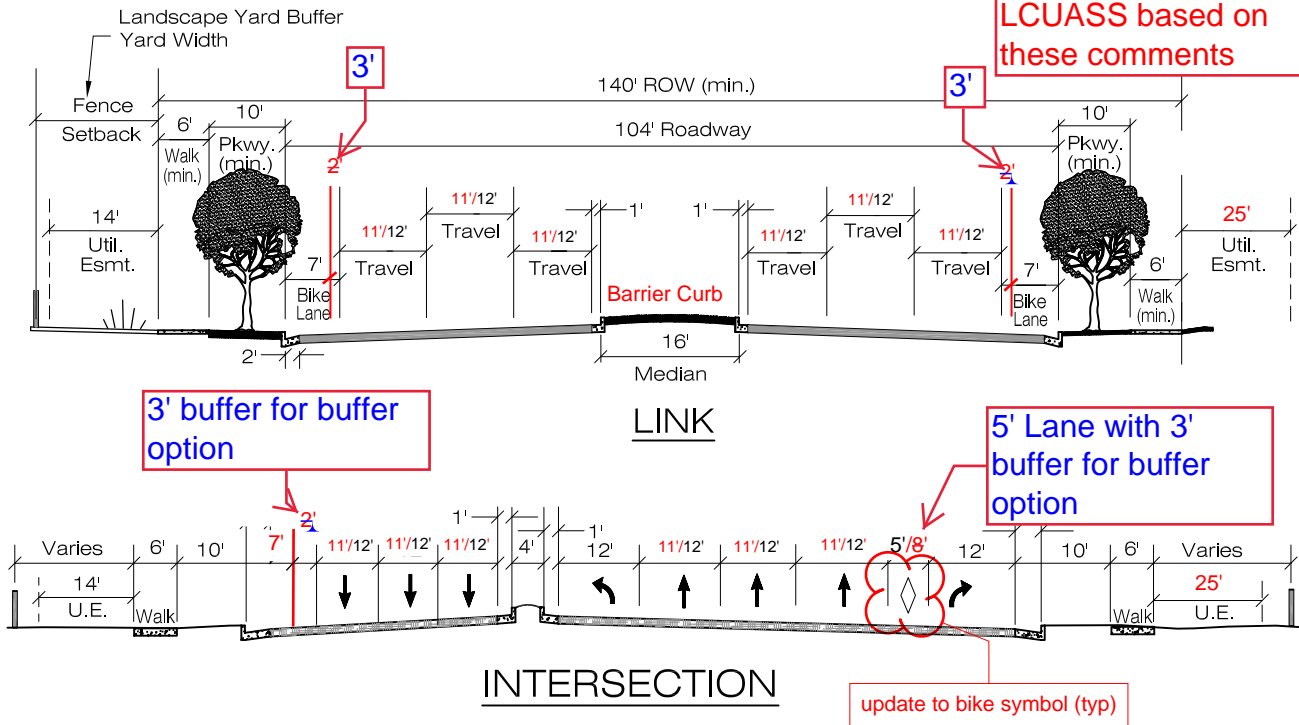 Landscape Yard Buffer
Yard Width
LCUASS based on
these comments
3'
3'
140' ROW (min.)
Fence
Setback
6'
10'
104' Roadway
10'
Walk
(min.)
Pkwy.
(min.)
2'
2'
Pkwy.
(min.)
14'
Util.
Esmt.
7'
Bike
Lane
11'/12'
Travel
11'/12'
Travel
11'/12'
Travel
1'
1'
11'/12'
Travel
11'/12'
Travel
11'/12'
Travel
7'
Bike
Lane
6'
Walk
(min.)
25'
Util.
Esmt.
Barrier Curb
2'
16'
Median
LINK
3' buffer for buffer
option
5' Lane with 3'
buffer for buffer
option
2'
1'
1'
Varies
6'
10'
7'
11'/12'
11'/12'
11'/12'
4'
12'
11'/12'
11'/12'
11'/12'
5'/8'
12'
10'
6'
Varies
14'
U.E.
Walk
Walk
25'
U.E.
INTERSECTION
update to bike symbol (typ)